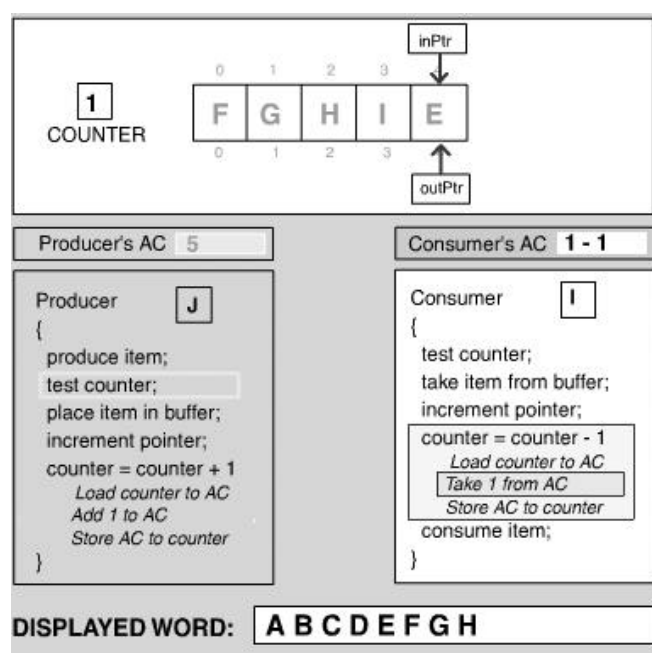 inPtr
0 1 2 3
1
COUNTER
F G H I E
0 1 2 3
outPtr
Producer's AC 5
Consumer's AC 1 - 1
Producer J
{
produce item;
test counter;
place item in buffer;
increment pointer;
counter = counter + 1
Load counter to AC
Add 1 to AC
Store AC to counter
}
Consumer I
{
test counter;
take item from buffer;
increment pointer;
counter = counter - 1
Load counter to AC
Take 1 from AC
Store AC to counter
consume item;
}
DISPLAYED WORD: A B C D E F G H